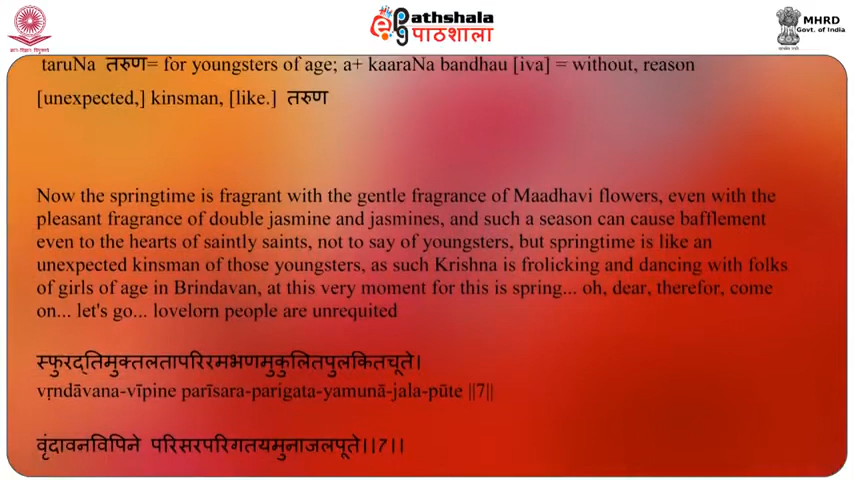 Pathshala
पाठशाला
MHRD
Govt. of India
taruNa तरुण= for youngsters of age; a+ kaaraNa bandhau [iva] = without, reason
[unexpected,] kinsman, [like.] तरुण
Now the springtime is fragrant with the gentle fragrance of Maadhavi flowers, even with the
pleasant fragrance of double jasmine and jasmines, and such a season can cause bafflement
even to the hearts of saintly saints, not to say of youngsters, but springtime is like an
unexpected kinsman of those youngsters, as such Krishna is frolicking and dancing with folks
of girls of age in Brindavan, at this very moment for this is spring... oh, dear, therefor, come
on... let's go... lovelorn people are unrequited
स्फुरद्तिमुक्तलतापरिरमभणमुकुलितपुलकितचूते।
vṛndāvana-vīpine parīsara-parigata-yamunā-jala-pūte ||7||
वृंदावनविपिने परिसरपरिगतयमुनाजलपूते।।7।।